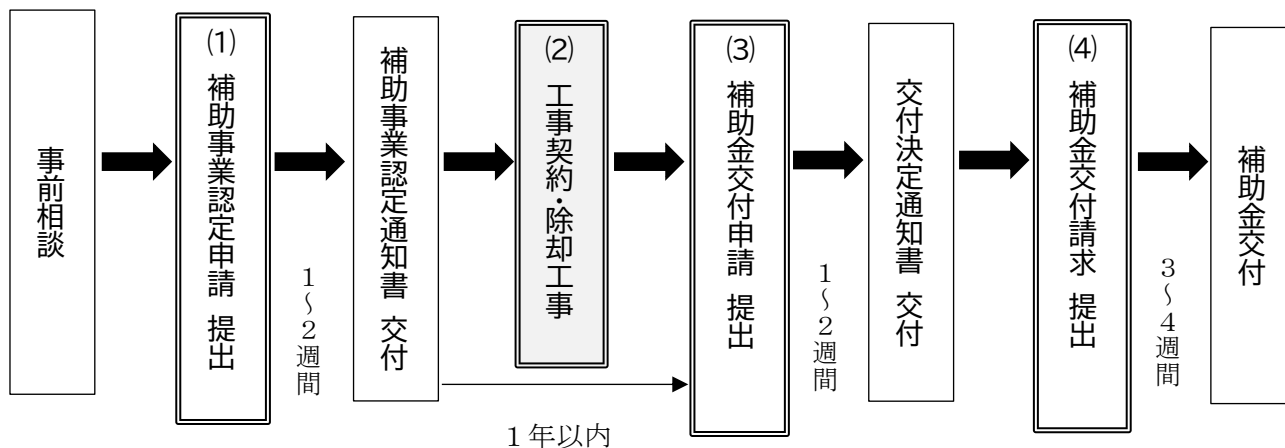 事前相談
⑴ 補助事業認定申請 提出
1～2週間
補助事業認定通知書 交付
⑵ 工事契約・除却工事
1年以内
⑶ 補助金交付申請 提出
1～2週間
交付決定通知書 交付
⑷ 補助金交付請求 提出
3～4週間
補助金交付